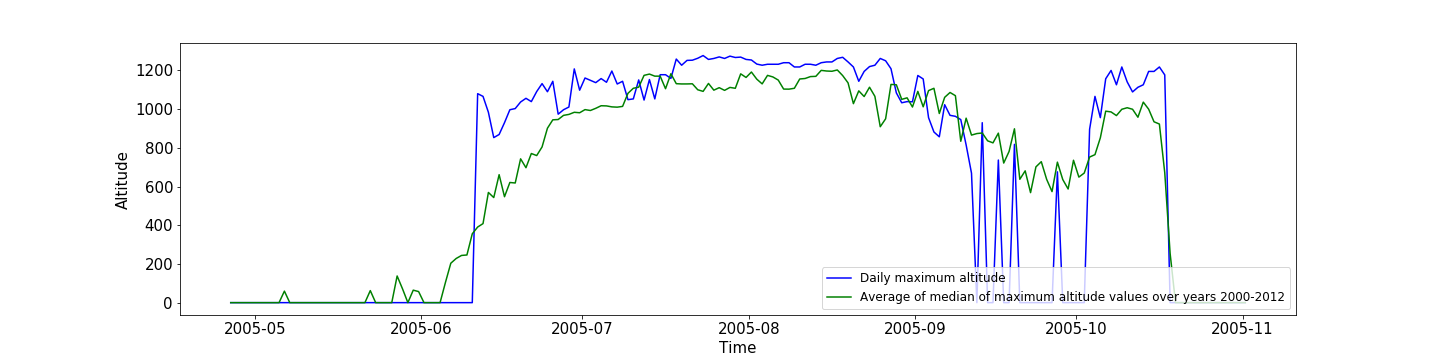 1200
1000
800
600
400
200
0
Altitude
Daily maximum altitude
Average of median of maximum altitude values over years 2000-2012
2005-05 2005-06 2005-07 2005-08 2005-09 2005-10 2005-11
Time